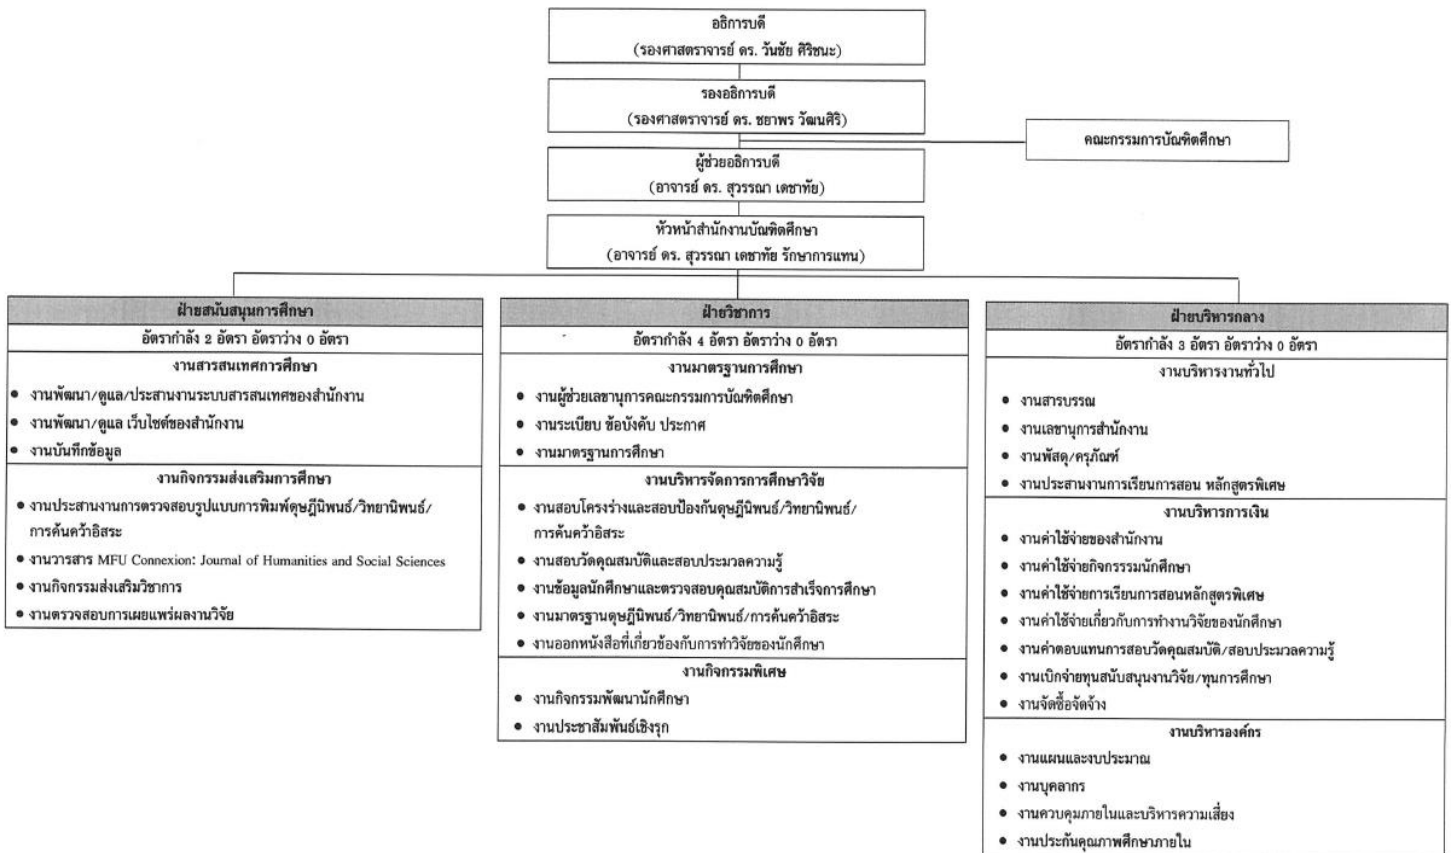 อธิการบดี
(รองศาสตราจารย์ ดร. วันชัย ศิริชนะ)
รองอธิการบดี
(รองศาสตราจารย์ ดร. ชยาพร วัฒนศิริ)
คณะกรรมการบัณฑิตศึกษา
ผู้ช่วยอธิการบดี
(อาจารย์ ดร. สุวรรณา เดชาทัย)
หัวหน้าสำนักงานบัณฑิตศึกษา
(อาจารย์ ดร. สุวรรณา เดชาทัย รักษาการแทน)
ฝ่ายสนับสนุนการศึกษา
อัตรากำลัง 2 อัตรา อัตราว่าง 0 อัตรา
งานสารสนเทศการศึกษา
● งานพัฒนา/ดูแล/ประสานงานระบบสารสนเทศของสำนักงาน
● งานพัฒนา/ดูแล เว็บไซต์ของสำนักงาน
● งานบันทึกข้อมูล
งานกิจกรรมส่งเสริมการศึกษา
● งานประสานงานการตรวจสอบรูปแบบการพิมพ์ดุษฎีนิพนธ์/วิทยานิพนธ์/
การค้นคว้าอิสระ
● งานวารสาร MFU Connexion: Journal of Humanities and Social Sciences
● งานกิจกรรมส่งเสริมวิชาการ
● งานตรวจสอบการเผยแพร่ผลงานวิจัย
ฝ่ายวิชาการ
อัตรากำลัง 4 อัตรา อัตราว่าง 0 อัตรา
งานมาตรฐานการศึกษา
● งานผู้ช่วยเลขานุการคณะกรรมการบัณฑิตศึกษา
● งานระเบียบ ข้อบังคับ ประกาศ
● งานมาตรฐานการศึกษา
งานบริหารจัดการการศึกษาวิจัย
● งานสอบโครงร่างและสอบป้องกันดุษฎีนิพนธ์/วิทยานิพนธ์/
การค้นคว้าอิสระ
● งานสอบวัดคุณสมบัติและสอบประมวลความรู้
● งานข้อมูลนักศึกษาและตรวจสอบคุณสมบัติการสำเร็จการศึกษา
● งานมาตรฐานดุษฎีนิพนธ์/วิทยานิพนธ์/การค้นคว้าอิสระ
● งานออกหนังสือที่เกี่ยวข้องกับการทำวิจัยของนักศึกษา
งานกิจกรรมพิเศษ
● งานกิจกรรมพัฒนานักศึกษา
● งานประชาสัมพันธ์เชิงรุก
ฝ่ายบริหารกลาง
อัตรากำลัง 3 อัตรา อัตราว่าง 0 อัตรา
งานบริหารงานทั่วไป
● งานสารบรรณ
● งานเลขานุการสำนักงาน
● งานพัสดุ/ครุภัณฑ์
● งานประสานงานการเรียนการสอน หลักสูตรพิเศษ
งานบริหารการเงิน
● งานค่าใช้จ่ายของสำนักงาน
● งานค่าใช้จ่ายกิจกรรมนักศึกษา
● งานค่าใช้จ่ายการเรียนการสอนหลักสูตรพิเศษ
● งานค่าใช้จ่ายเกี่ยวกับการทำงานวิจัยของนักศึกษา
● งานค่าตอบแทนการสอบวัดคุณสมบัติ/สอบประมวลความรู้
● งานเบิกจ่ายทุนสนับสนุนงานวิจัย/ทุนการศึกษา
● งานจัดซื้อจัดจ้าง
งานบริหารองค์กร
● งานแผนและงบประมาณ
● งานบุคลากร
● งานควบคุมภายในและบริหารความเสี่ยง
● งานประกันคุณภาพศึกษาภายใน